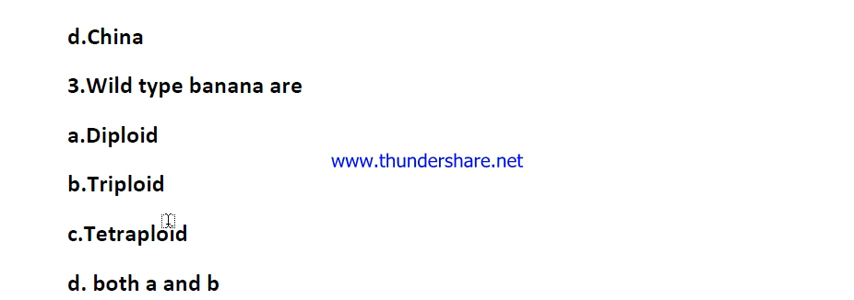 d.China
3.Wild type banana are
a.Diploid
www.thundershare.net
b.Triploid
c.Tetraploid
d. both a and b